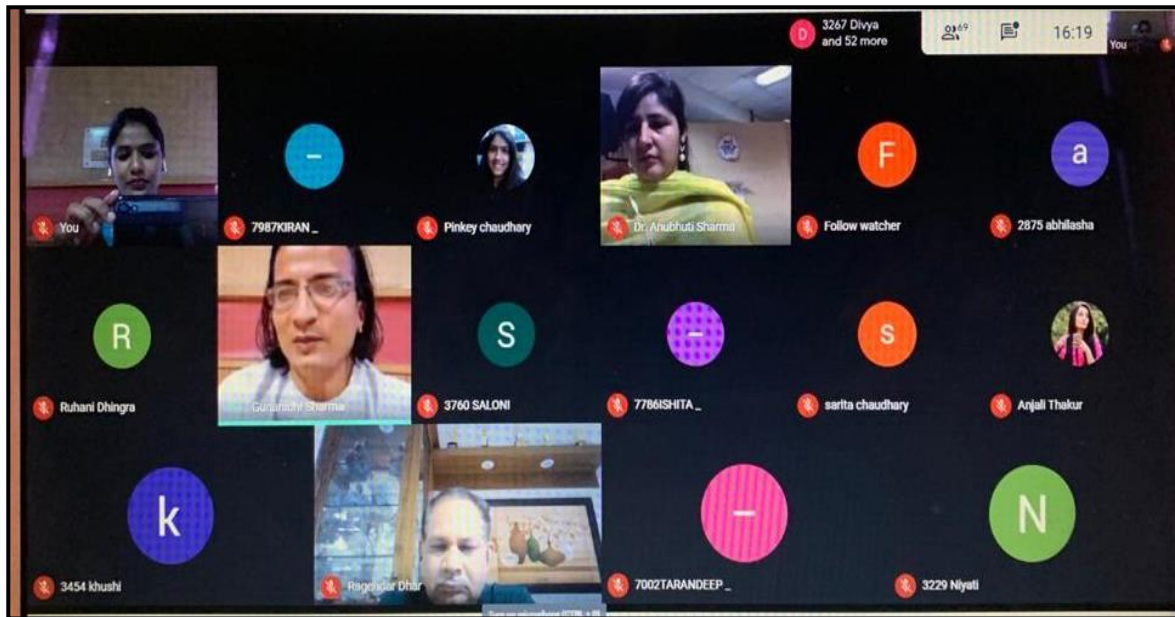 D
3267 Divya
and 52 more
69
16:19
You
You
–
7987KIRAN _
Pinkey chaudhary
Dr. Anubhuti Sharma
F
Follow watcher
a
2875 abhilasha
R
Ruhani Dhingra
Gunanidhi Sharma
S
3760 SALONI
–
7786ISHITA _
s
sarita chaudhary
Anjali Thakur
k
3454 khushi
Dhar
–
7002TARANDEEP _
N
3229 Niyati